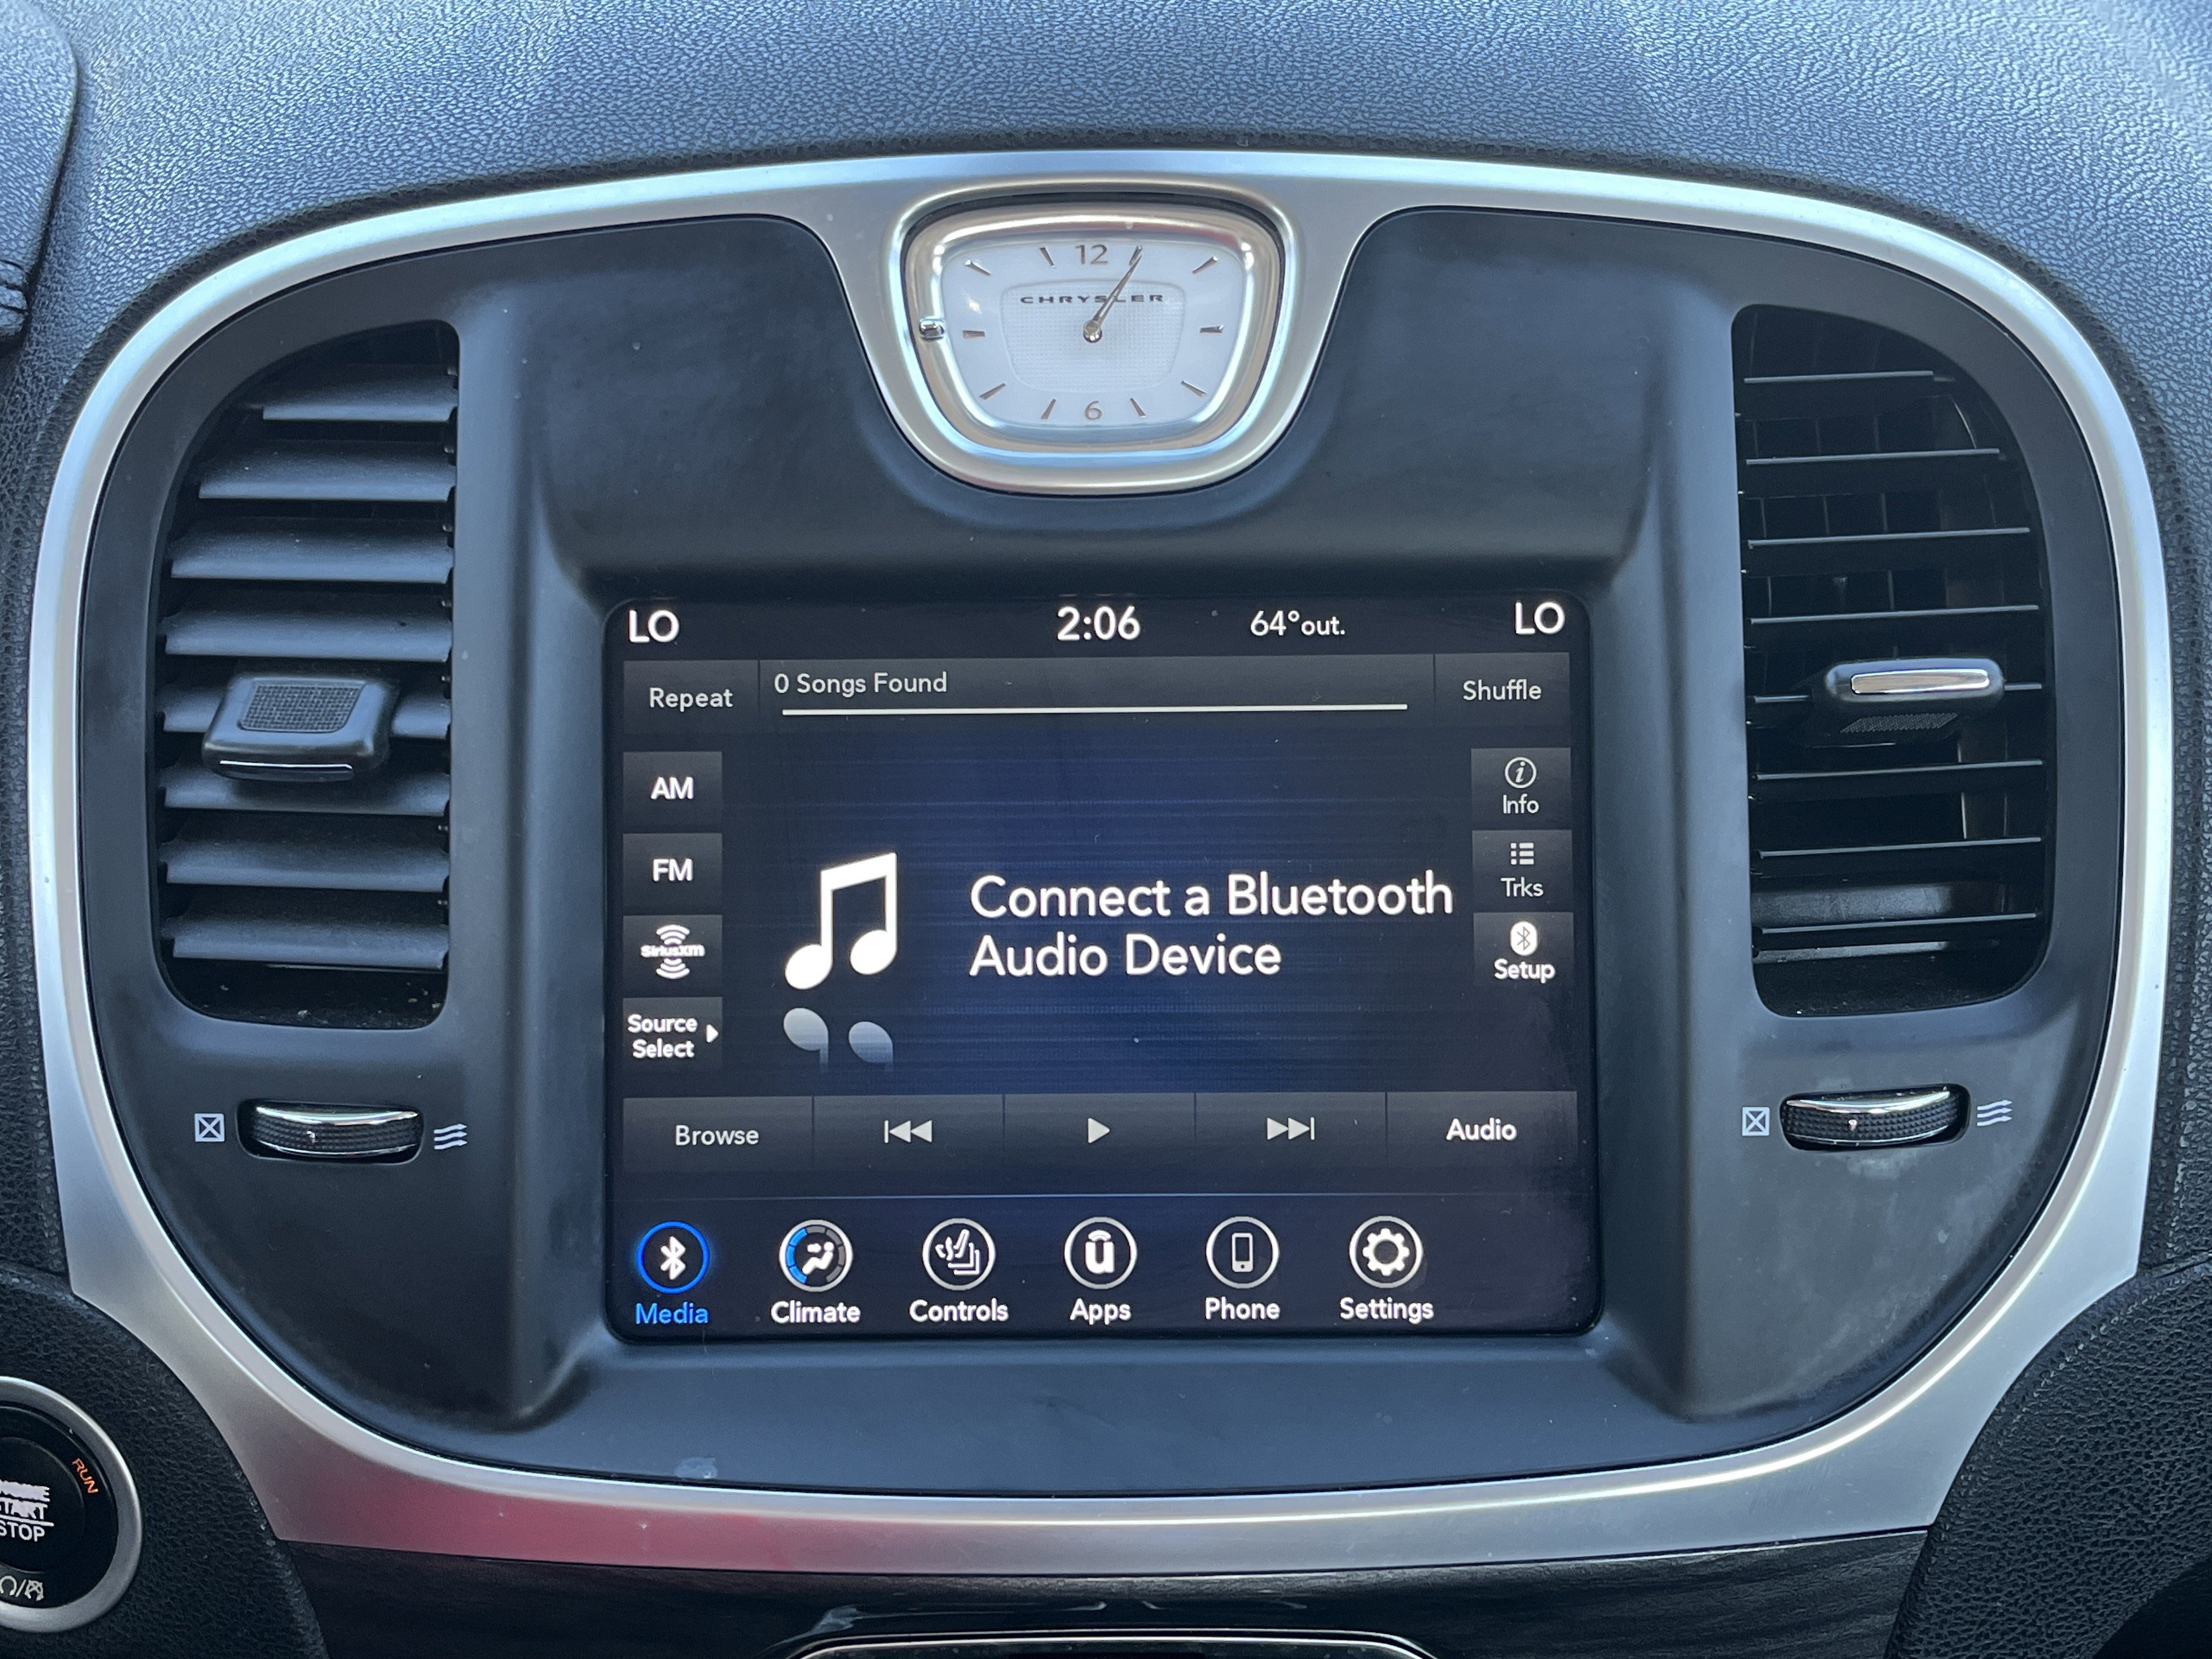 12
CHRYSLER
6
LO 2:06 64°out. LO
Repeat 0 Songs Found Shuffle
AM
Info
FM
Trks
Connect a Bluetooth
Audio Device
SiriusXm
Setup
Source
Select
Browse Audio
Media Climate Controls Apps Phone Settings
RUN
STOP